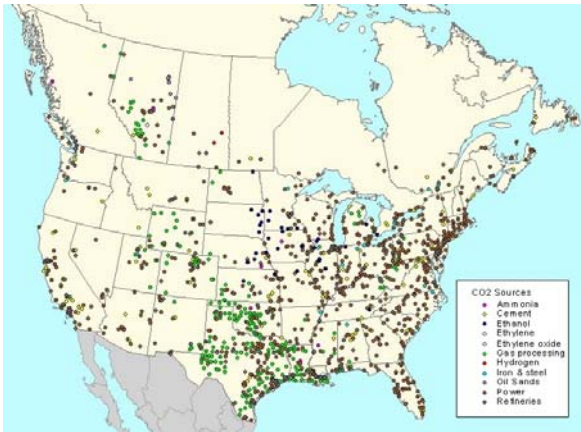 CO2 Sources
Ammonia
Cement
Ethanol
Ethylene
Ethylene oxide
Gas processing
Hydrogen
Iron & steel
Oil Sands
Power
Refineries